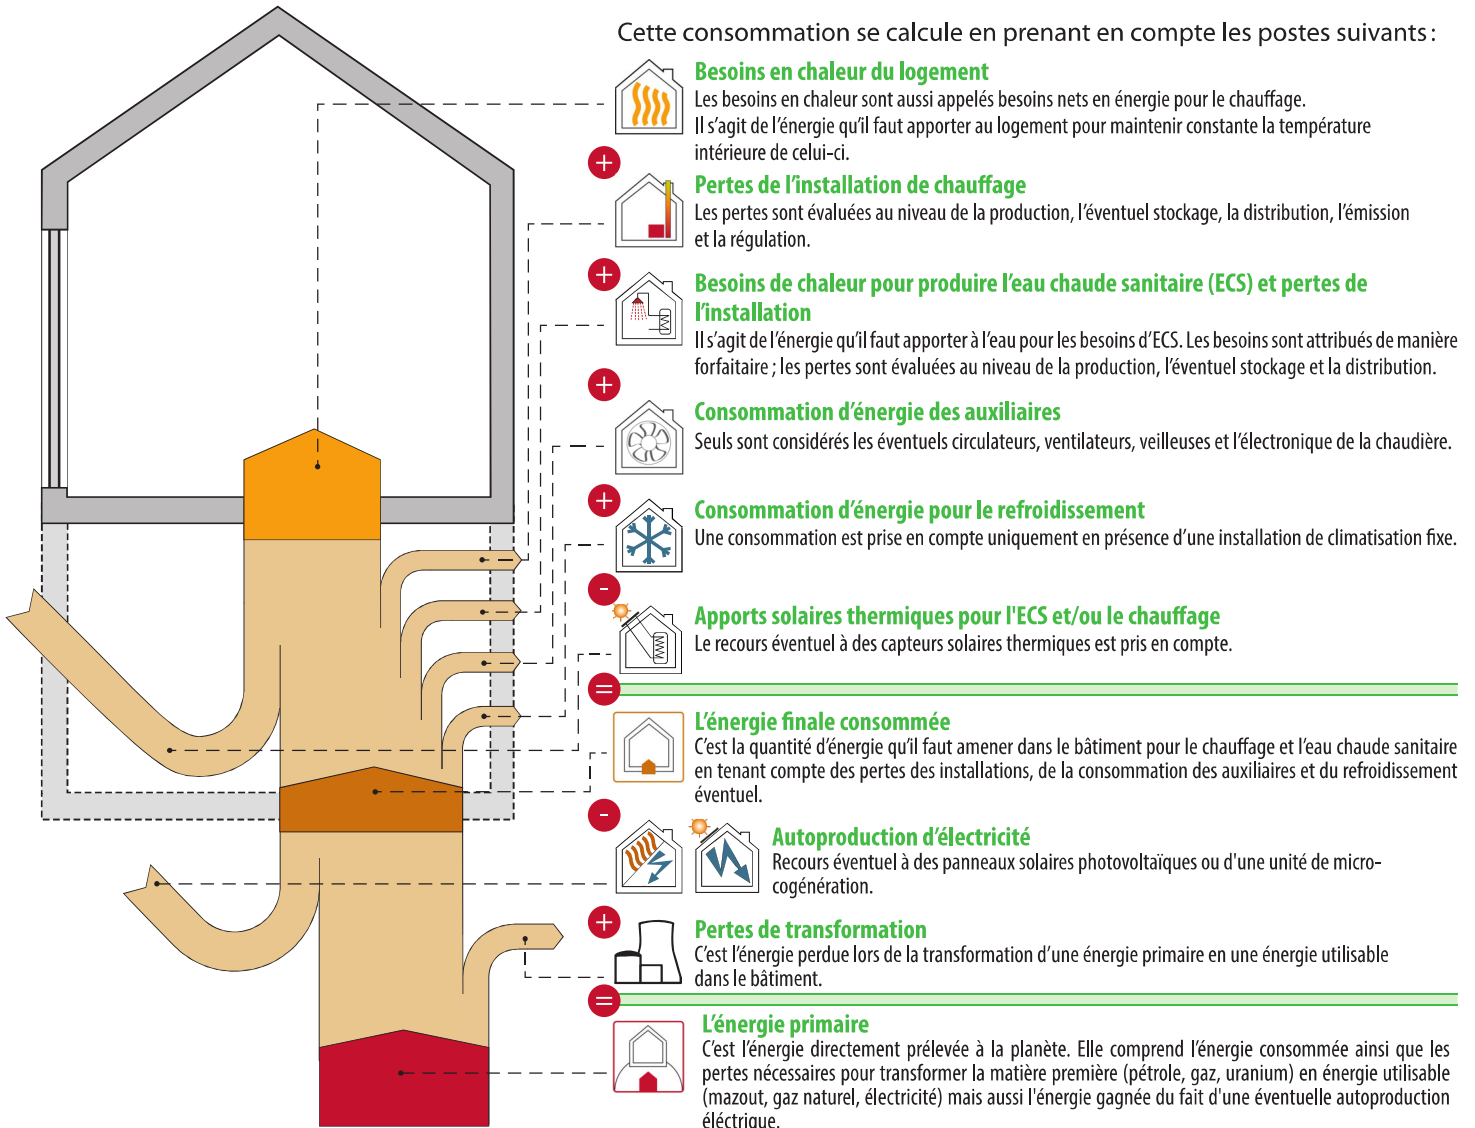 Cette consommation se calcule en prenant en compte les postes suivants :
Besoins en chaleur du logement
Les besoins en chaleur sont aussi appelés besoins nets en énergie pour le chauffage.
Il s'agit de l'énergie qu'il faut apporter au logement pour maintenir constante la température
intérieure de celui-ci.
+
Pertes de l'installation de chauffage
Les pertes sont évaluées au niveau de la production, l'éventuel stockage, la distribution, l'émission
et la régulation.
+
Besoins de chaleur pour produire l'eau chaude sanitaire (ECS) et pertes de
l'installation
Il s'agit de l'énergie qu'il faut apporter à l'eau pour les besoins d'ECS. Les besoins sont attribués de manière
forfaitaire ; les pertes sont évaluées au niveau de la production, l'éventuel stockage et la distribution.
+
Consommation d'énergie des auxiliaires
Seuls sont considérés les éventuels circulateurs, ventilateurs, veilleuses et l'électronique de la chaudière.
+
Consommation d'énergie pour le refroidissement
Une consommation est prise en compte uniquement en présence d'une installation de climatisation fixe.
-
Apports solaires thermiques pour l'ECS et/ou le chauffage
Le recours éventuel à des capteurs solaires thermiques est pris en compte.
=
L'énergie finale consommée
C'est la quantité d'énergie qu'il faut amener dans le bâtiment pour le chauffage et l'eau chaude sanitaire
en tenant compte des pertes des installations, de la consommation des auxiliaires et du refroidissement
éventuel.
-
Autoproduction d'électricité
Recours éventuel à des panneaux solaires photovoltaïques ou d'une unité de micro-
cogénération.
+
Pertes de transformation
C'est l'énergie perdue lors de la transformation d'une énergie primaire en une énergie utilisable
dans le bâtiment.
=
L'énergie primaire
C'est l'énergie directement prélevée à la planète. Elle comprend l'énergie consommée ainsi que les
pertes nécessaires pour transformer la matière première (pétrole, gaz, uranium) en énergie utilisable
(mazout, gaz naturel, électricité) mais aussi l'énergie gagnée du fait d'une éventuelle autoproduction
éléctrique.